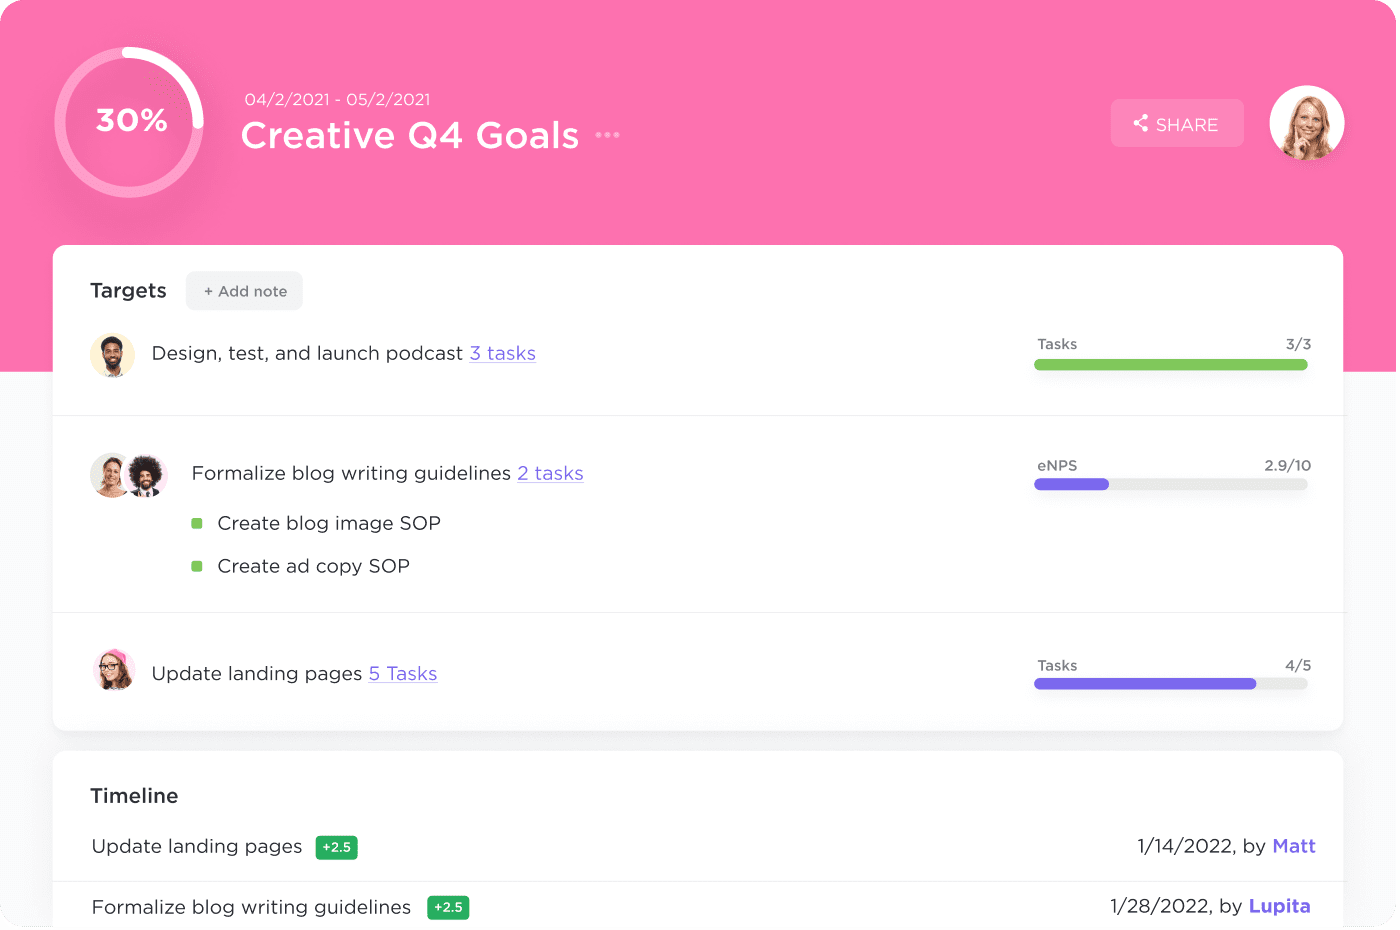 30%
04/2/2021 - 05/2/2021
Creative Q4 Goals
SHARE
Targets
+ Add note
Design, test, and launch podcast 3 tasks
Tasks 3/3
Formalize blog writing guidelines 2 tasks
eNPS 2.9/10
Create blog image SOP
Create ad copy SOP
Update landing pages 5 Tasks
Tasks 4/5
Timeline
Update landing pages +2.5 1/14/2022, by Matt
Formalize blog writing guidelines +2.5 1/28/2022, by Lupita